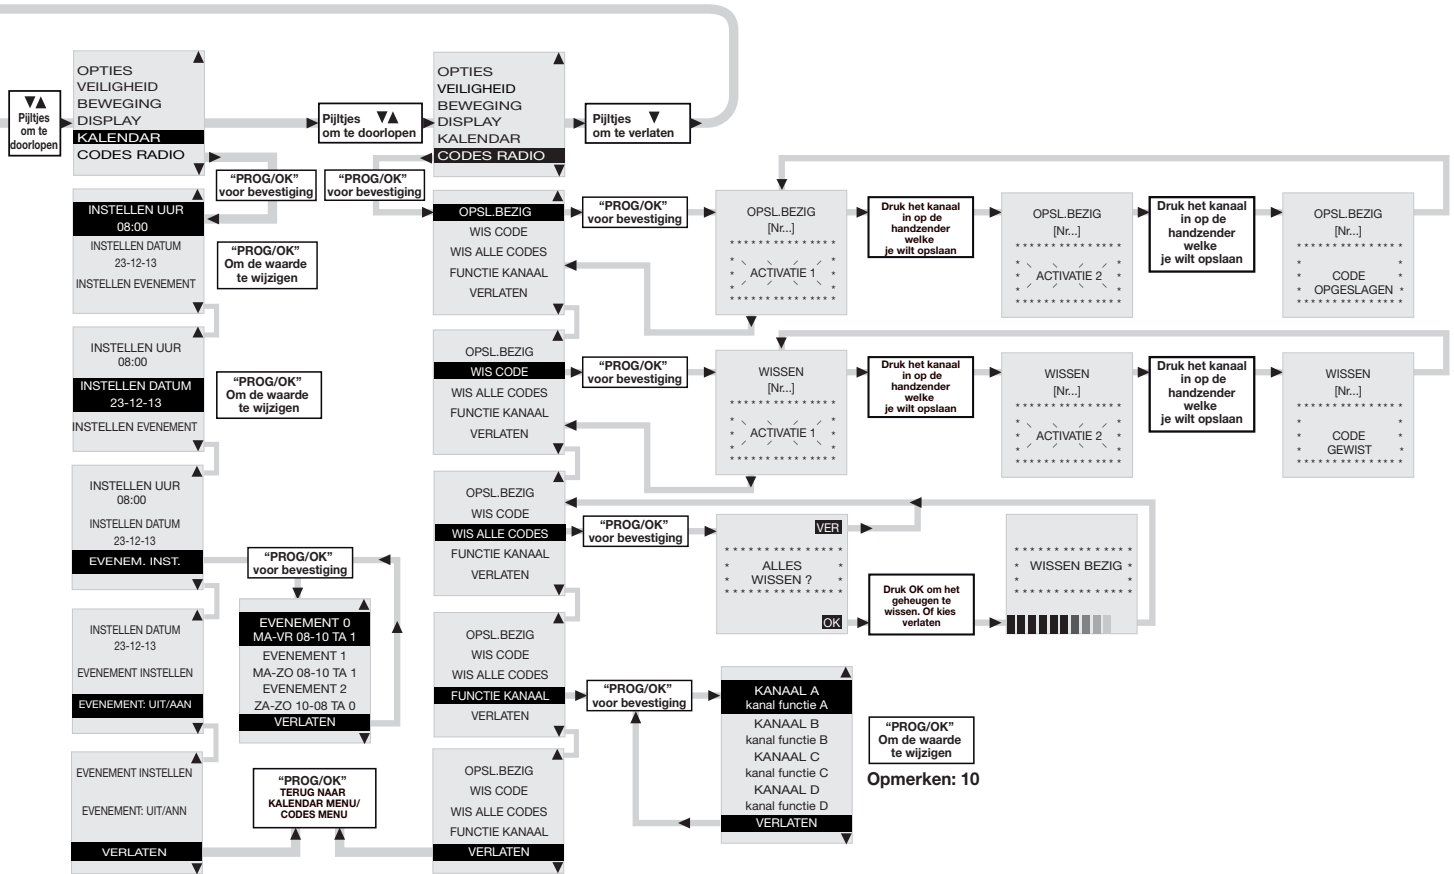 ▼▲
Pijltjes
om te
doorlopen
OPTIES
VEILIGHEID
BEWEGING
DISPLAY
KALENDAR
CODES RADIO
Pijltjes ▼▲
om te doorlopen
OPTIES
VEILIGHEID
BEWEGING
DISPLAY
KALENDAR
CODES RADIO
Pijltjes ▼
om te verlaten
“PROG/OK”
voor bevestiging
“PROG/OK”
voor bevestiging
INSTELLEN UUR
08:00
INSTELLEN DATUM
23-12-13
INSTELLEN EVENEMENT
“PROG/OK”
Om de waarde
te wijzigen
INSTELLEN UUR
08:00
INSTELLEN DATUM
23-12-13
INSTELLEN EVENEMENT
“PROG/OK”
Om de waarde
te wijzigen
INSTELLEN UUR
08:00
INSTELLEN DATUM
23-12-13
EVENEM. INST.
“PROG/OK”
voor bevestiging
EVENEMENT 0
MA-VR 08-10 TA 1
EVENEMENT 1
MA-ZO 08-10 TA 1
EVENEMENT 2
ZA-ZO 10-08 TA 0
VERLATEN
INSTELLEN DATUM
23-12-13
EVENEMENT INSTELLEN
EVENEMENT: UIT/AAN
EVENEMENT INSTELLEN
EVENEMENT: UIT/ANN
VERLATEN
“PROG/OK”
TERUG NAAR
KALENDAR MENU/
CODES MENU
OPSL.BEZIG
WIS CODE
WIS ALLE CODES
FUNCTIE KANAAL
VERLATEN
“PROG/OK”
voor bevestiging
OPSL.BEZIG
[Nr...]
ACTIVATIE 1
Druk het kanaal
in op de
handzender
welke
je wilt opslaan
OPSL.BEZIG
[Nr...]
ACTIVATIE 2
Druk het kanaal
in op de
handzender
welke
je wilt opslaan
OPSL.BEZIG
[Nr...]
CODE
OPGESLAGEN
OPSL.BEZIG
WIS CODE
WIS ALLE CODES
FUNCTIE KANAAL
VERLATEN
“PROG/OK”
voor bevestiging
WISSEN
[Nr...]
ACTIVATIE 1
Druk het kanaal
in op de
handzender
welke
je wilt opslaan
WISSEN
[Nr...]
ACTIVATIE 2
Druk het kanaal
in op de
handzender
welke
je wilt opslaan
WISSEN
[Nr...]
CODE
GEWIST
OPSL.BEZIG
WIS CODE
WIS ALLE CODES
FUNCTIE KANAAL
VERLATEN
“PROG/OK”
voor bevestiging
VER
ALLES
WISSEN ?
OK
Druk OK om het
geheugen te
wissen. Of kies
verlaten
WISSEN BEZIG
OPSL.BEZIG
WIS CODE
WIS ALLE CODES
FUNCTIE KANAAL
VERLATEN
“PROG/OK”
voor bevestiging
KANAAL A
kanal functie A
KANAAL B
kanal functie B
KANAAL C
kanal functie C
KANAAL D
kanal functie D
VERLATEN
“PROG/OK”
Om de waarde
te wijzigen
Opmerken: 10
OPSL.BEZIG
WIS CODE
WIS ALLE CODES
FUNCTIE KANAAL
VERLATEN